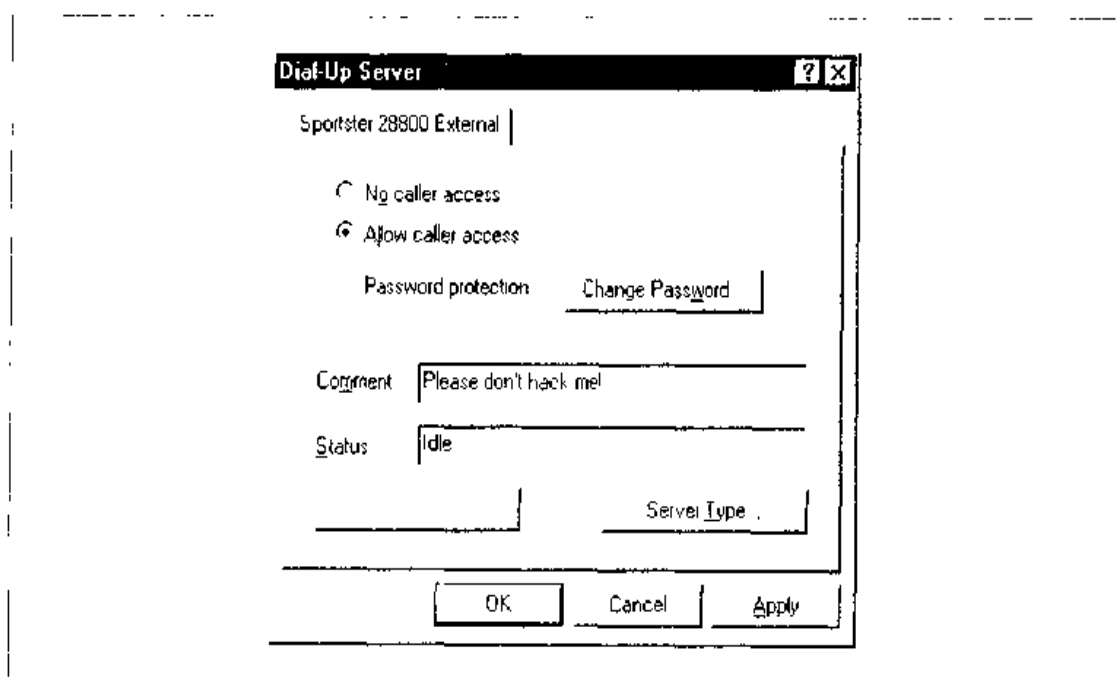 Dial-Up Server
Sportster 28800 External
No caller access
Allow caller access
Password protection Change Password
Comment Please don't hack me!
Status Idle
Server Type .
OK Cancel Apply